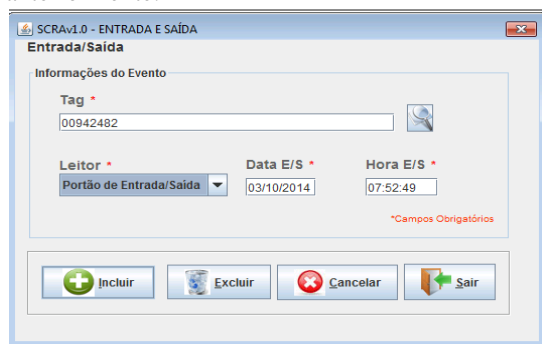 SCRAv1.0 - ENTRADA E SAÍDA
Entrada/Saída
Informações do Evento
Tag *
00942482
Leitor * Data E/S * Hora E/S *
Portão de Entrada/Saída 03/10/2014 07:52:49
*Campos Obrigatórios
Incluir Excluir Cancelar Sair